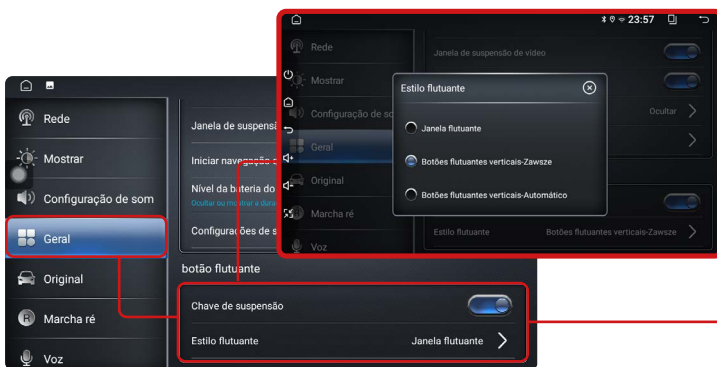 23:57
Rede
Janela de suspensão de vídeo
Mostrar
Configuração de so
Ocultar
Geral
Original
Marcha ré
Estilo flutuante
Botões flutuantes verticais-Zawsze
Voz
Estilo flutuante
Janela flutuante
Botões flutuantes verticais-Zawsze
Botões flutuantes verticais-Automático
Rede
Mostrar
Configuração de som
Geral
Original
R
Marcha ré
Voz
Janela de suspensã
Iniciar navegação
Nível da bateria do
Ocultar ou mostrar a dura
Configurações de s
botão flutuante
Chave de suspensão
Estilo flutuante
Janela flutuante